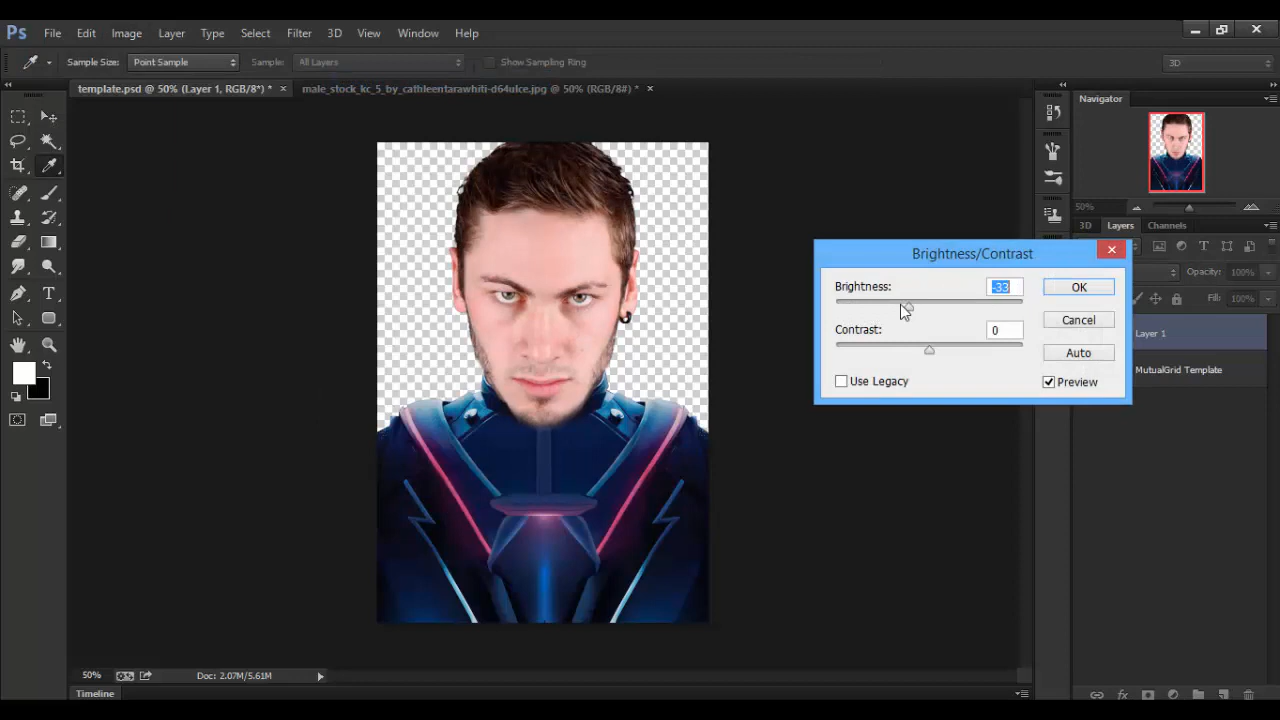 Ps File Edit Image Layer Type Select Filter 3D View Window Help
Sample Size: Point Sample Sample: All Layers Show Sampling Ring 3D
template.psd @ 50% (Layer 1, RGB/8*) * × male_stock_kc_5_by_cathleentarawhiti-d64ulce.jpg @ 50% (RGB/8#) * ×
Navigator
50%
3D Layers Channels
Opacity: 100%
Fill: 100%
Layer 1
MutualGrid Template
Brightness/Contrast
Brightness: -33 OK
Contrast: 0 Cancel
Auto
Use Legacy Preview
50% Doc: 2.07M/5.61M
Timeline